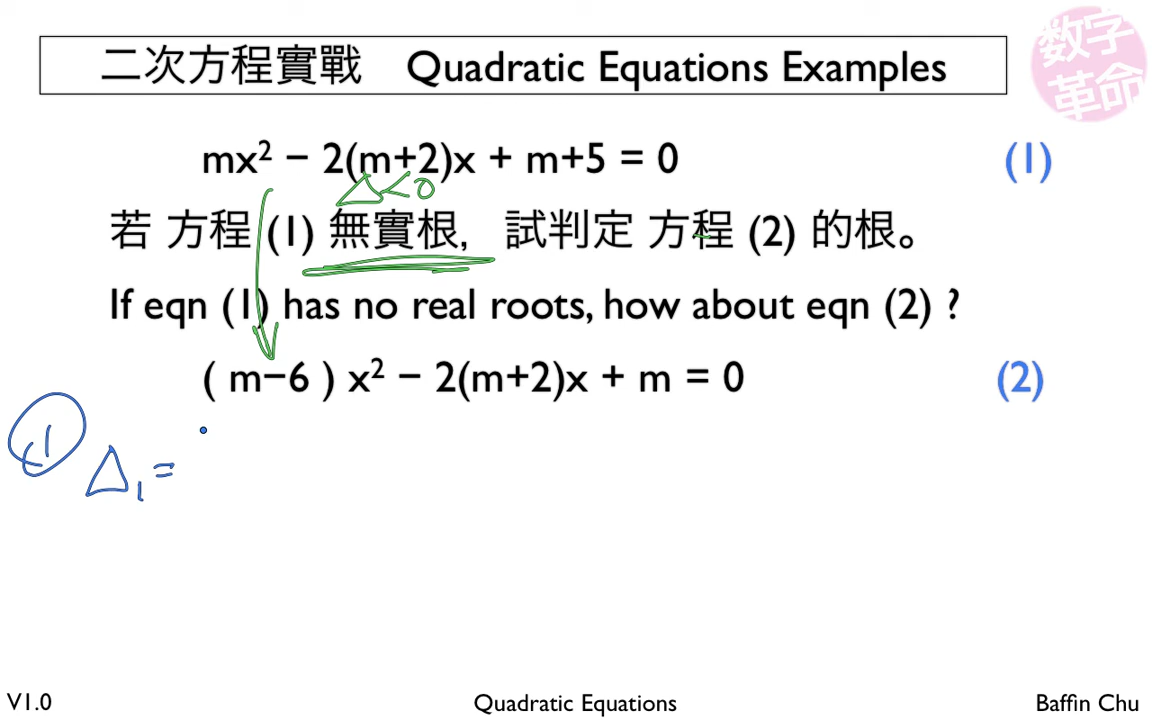 二次方程實戰 Quadratic Equations Examples
数字
革命
mx² − 2(m+2)x + m+5 = 0 (1)
△<0
若 方程 (1) 無實根, 試判定 方程 (2) 的根。
If eqn (1) has no real roots, how about eqn (2) ?
( m−6 ) x² − 2(m+2)x + m = 0 (2)
① △₁ =
V1.0 Quadratic Equations Baffin Chu